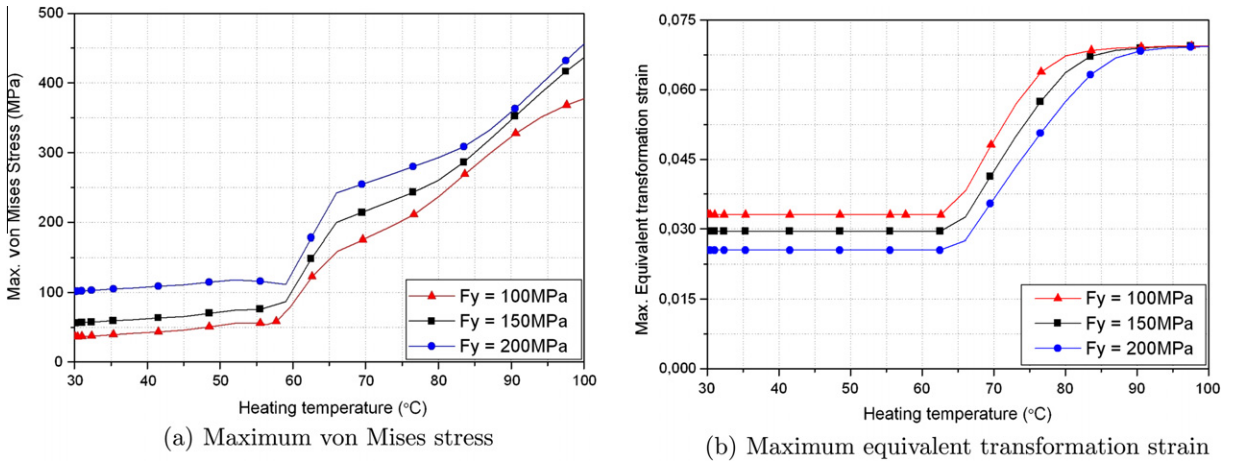 500
400
300
200
100
0
Max. von Mises Stress (MPa)
Fy = 100MPa
Fy = 150MPa
Fy = 200MPa
30 40 50 60 70 80 90 100
Heating temperature (°C)
(a) Maximum von Mises stress
0,075
0,060
0,045
0,030
0,015
0,000
Max. Equivalent transformation strain
Fy = 100MPa
Fy = 150MPa
Fy = 200MPa
30 40 50 60 70 80 90 100
Heating temperature (°C)
(b) Maximum equivalent transformation strain